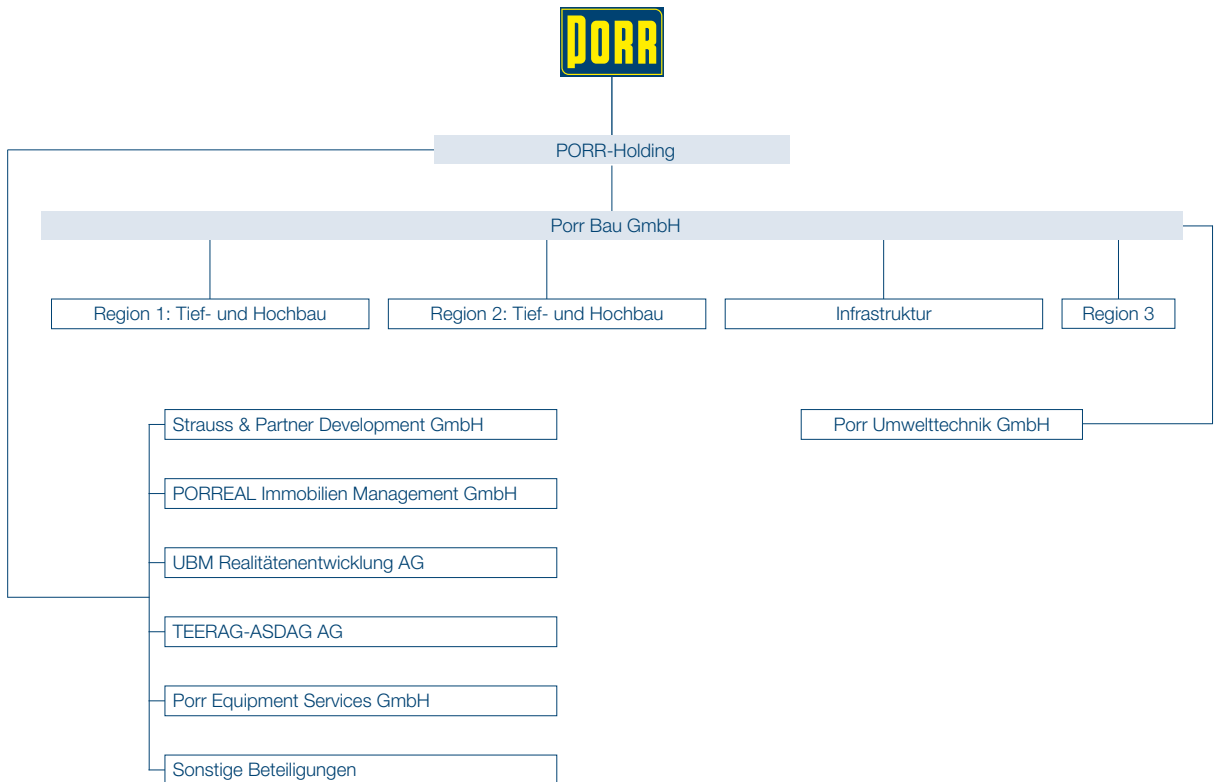 PORR
PORR-Holding
Porr Bau GmbH
Region 1: Tief- und Hochbau
Region 2: Tief- und Hochbau
Infrastruktur
Region 3
Strauss & Partner Development GmbH
Porr Umwelttechnik GmbH
PORREAL Immobilien Management GmbH
UBM Realitätenentwicklung AG
TEERAG-ASDAG AG
Porr Equipment Services GmbH
Sonstige Beteiligungen